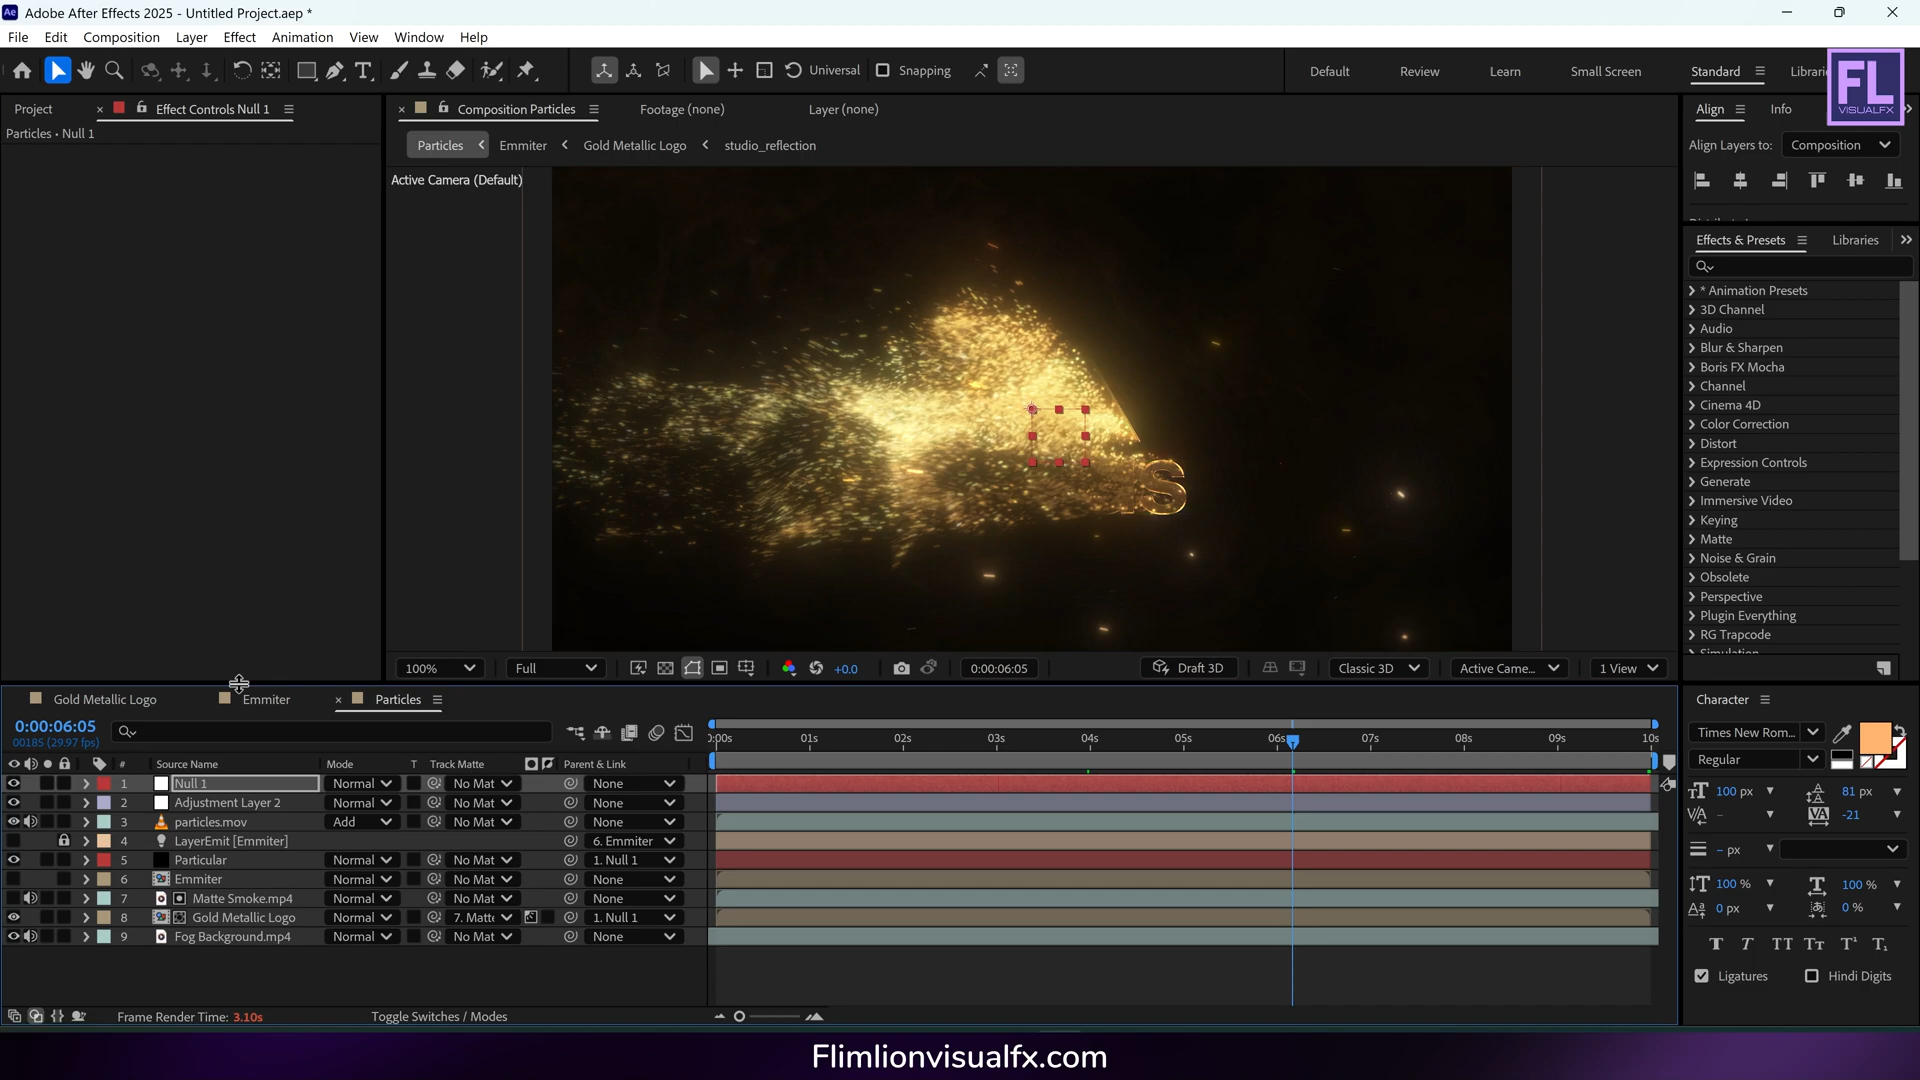 Ae Adobe After Effects 2025 - Untitled Project.aep *
File Edit Composition Layer Effect Animation View Window Help
Universal Snapping Default Review Learn Small Screen Standard
FL
VISUALFX
Project Effect Controls Null 1 Composition Particles Footage (none) Layer (none) Align Info
Particles • Null 1
Particles Emmiter Gold Metallic Logo studio_reflection
Align Layers to: Composition
Active Camera (Default)
Effects & Presets Libraries
* Animation Presets
3D Channel
Audio
Blur & Sharpen
Boris FX Mocha
Channel
Cinema 4D
Color Correction
Distort
Expression Controls
Generate
Immersive Video
Keying
Matte
Noise & Grain
Obsolete
Perspective
Plugin Everything
RG Trapcode
S
100% Full +0.0 0:00:06:05 Draft 3D Classic 3D Active Came... 1 View
Gold Metallic Logo Emmiter Particles
0:00:06:05
00185 (29.97 fps)
0:00s 01s 02s 03s 04s 05s 06s 07s 08s 09s 10s
# Source Name Mode T Track Matte Parent & Link
1 Null 1 Normal No Mat None
2 Adjustment Layer 2 Normal No Mat None
3 particles.mov Add No Mat None
4 LayerEmit [Emmiter] 6. Emmiter
5 Particular Normal No Mat 1. Null 1
6 Emmiter Normal No Mat None
7 Matte Smoke.mp4 Normal No Mat None
8 Gold Metallic Logo Normal 7. Matte 1. Null 1
9 Fog Background.mp4 Normal No Mat None
Frame Render Time: 3.10s Toggle Switches / Modes
Character
Times New Rom...
Regular
100 px 81 px
- -21
- px
100 % 100 %
0 px 0 %
T T TT Tт T¹ T₁
Ligatures Hindi Digits
Flimlionvisualfx.com